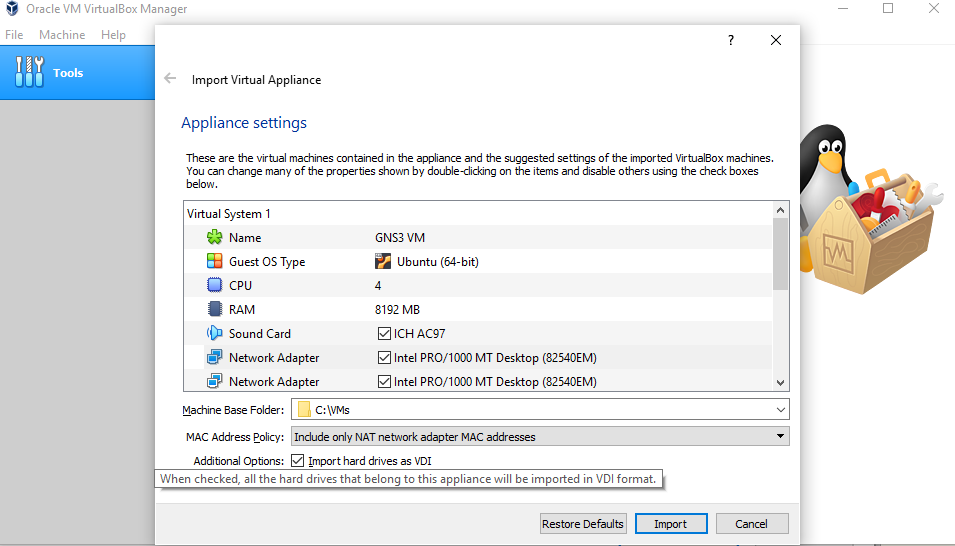 Oracle VM VirtualBox Manager
File Machine Help
?
Tools
Import Virtual Appliance
Appliance settings
These are the virtual machines contained in the appliance and the suggested settings of the imported VirtualBox machines.
You can change many of the properties shown by double-clicking on the items and disable others using the check boxes
below.
Virtual System 1
Name GNS3 VM
Guest OS Type Ubuntu (64-bit)
CPU 4
RAM 8192 MB
Sound Card ICH AC97
Network Adapter Intel PRO/1000 MT Desktop (82540EM)
Network Adapter Intel PRO/1000 MT Desktop (82540EM)
Machine Base Folder: C:\VMs
MAC Address Policy: Include only NAT network adapter MAC addresses
Additional Options: Import hard drives as VDI
When checked, all the hard drives that belong to this appliance will be imported in VDI format.
Restore Defaults Import Cancel